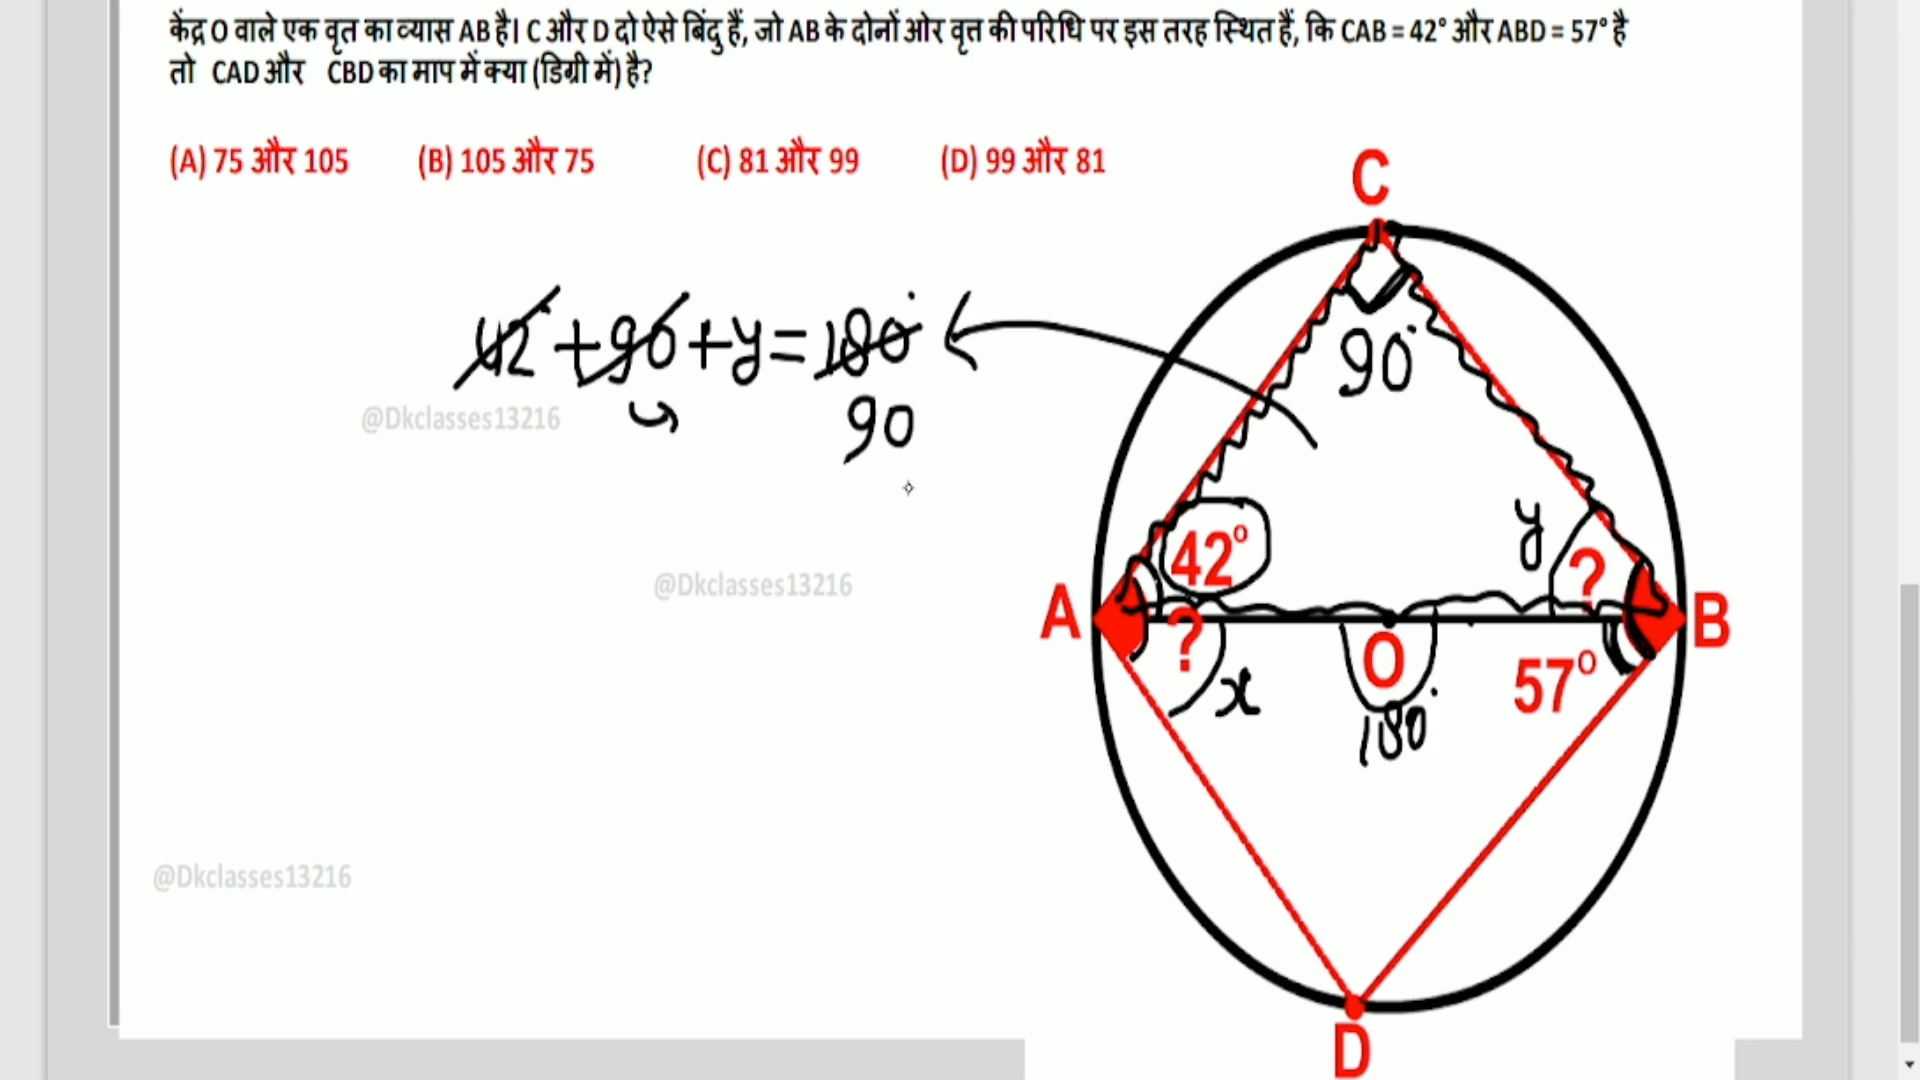 केंद्र O वाले एक वृत का व्यास AB है। C और D दो ऐसे बिंदु हैं, जो AB के दोनों ओर वृत्त की परिधि पर इस तरह स्थित हैं, कि CAB = 42° और ABD = 57° है
तो CAD और CBD का माप में क्या (डिग्री में) है?
(A) 75 और 105 (B) 105 और 75 (C) 81 और 99 (D) 99 और 81
C
42° + 90 + y = 180°
90
90°
@Dkclasses13216
y
42°
?
@Dkclasses13216
A
B
?
O
57°
x
180°
@Dkclasses13216
D